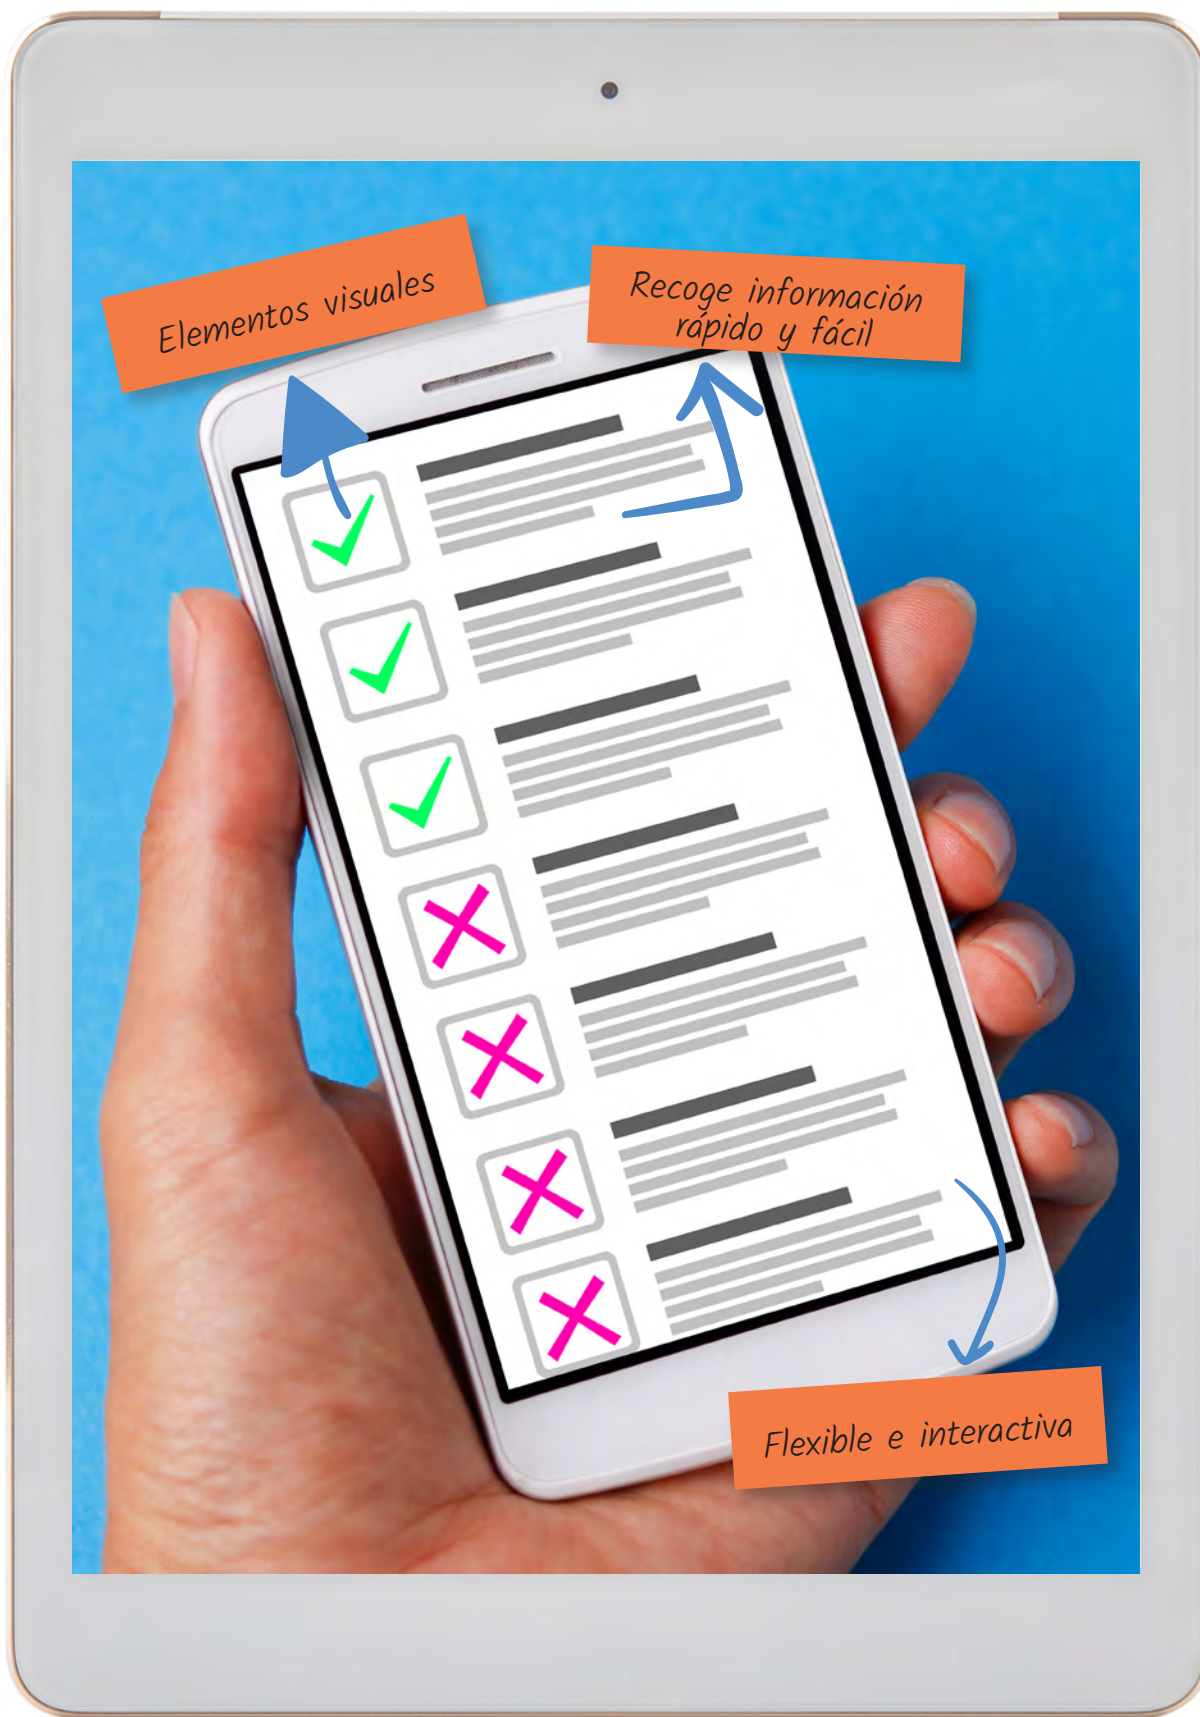 Elementos visuales
Recoge información
rápido y fácil
Flexible e interactiva